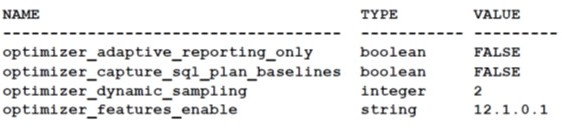 NAME TYPE VALUE
------------------------------------ ----------- ---------
optimizer_adaptive_reporting_only boolean FALSE
optimizer_capture_sql_plan_baselines boolean FALSE
optimizer_dynamic_sampling integer 2
optimizer_features_enable string 12.1.0.1